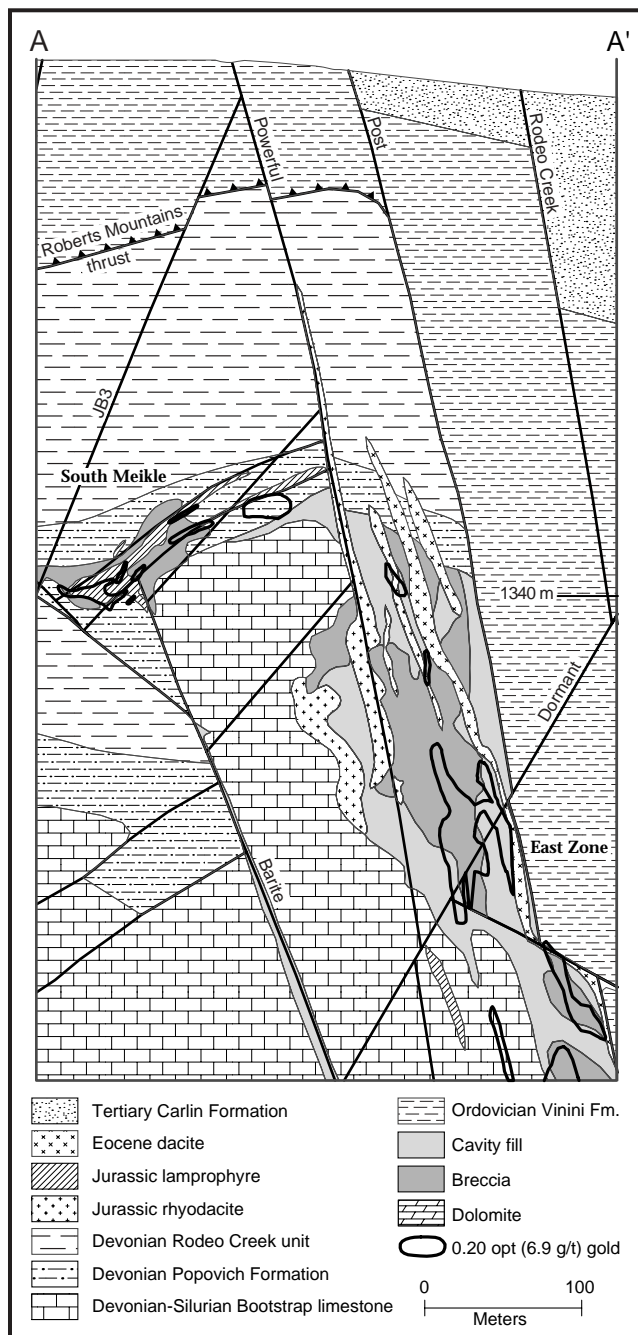 A
A'
Powerful
Post
Rodeo Creek
Roberts Mountains
thrust
JB3
South Meikle
1340 m
Dormant
East Zone
Barite
Tertiary Carlin Formation
Eocene dacite
Jurassic lamprophyre
Jurassic rhyodacite
Devonian Rodeo Creek unit
Devonian Popovich Formation
Devonian-Silurian Bootstrap limestone
Ordovician Vinini Fm.
Cavity fill
Breccia
Dolomite
0.20 opt (6.9 g/t) gold
0 100
Meters